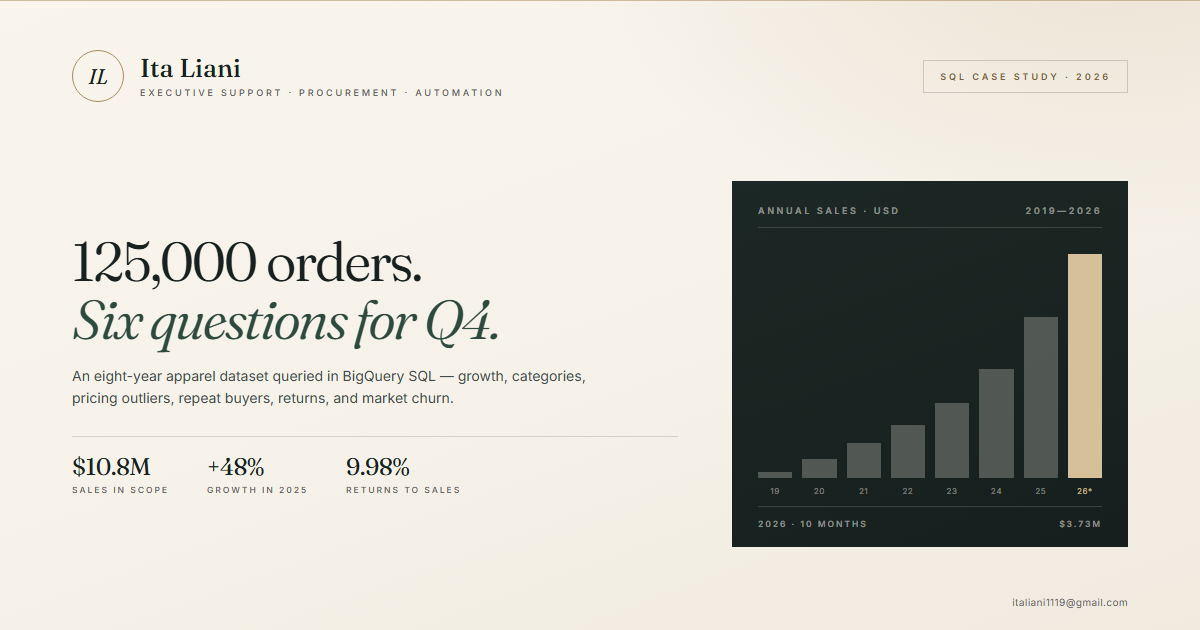 IL
Ita Liani
EXECUTIVE SUPPORT · PROCUREMENT · AUTOMATION
SQL CASE STUDY · 2026
125,000 orders.
Six questions for Q4.
An eight-year apparel dataset queried in BigQuery SQL — growth, categories,
pricing outliers, repeat buyers, returns, and market churn.
$10.8M
SALES IN SCOPE
+48%
GROWTH IN 2025
9.98%
RETURNS TO SALES
ANNUAL SALES · USD 2019—2026
19 20 21 22 23 24 25 26*
2026 · 10 MONTHS $3.73M
italiani1119@gmail.com